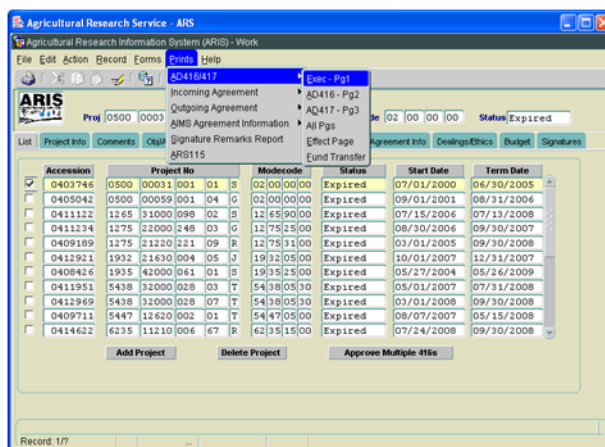 Agricultural Research Service - ARS
Agricultural Research Information System (ARIS) - Work
File Edit Action Record Forms Prints Help
AD416/417
Incoming Agreement
Outgoing Agreement
AIMS Agreement Information
Signature Remarks Report
ARS115
Exec - Pg1
AD416 - Pg2
AD417 - Pg3
All Pgs
Effect Page
Fund Transfer
ARIS
Proj 0500 0003
de 02 00 00 00 Status Expired
List Project Info Comments Obj/A
Agreement Info Dealings/Ethics Budget Signatures
Accession Project No Modecode Status Start Date Term Date
0403746 0500 00031 001 01 S 02 00 00 00 Expired 07/01/2000 06/30/2005
0405042 0500 00059 001 04 G 02 00 00 00 Expired 09/01/2001 08/31/2006
0411122 1265 31000 098 02 S 12 65 90 00 Expired 07/15/2006 07/13/2008
0411234 1275 22000 248 03 G 12 75 25 00 Expired 08/30/2006 09/30/2007
0409189 1275 21220 221 09 R 12 75 31 00 Expired 03/01/2005 09/30/2008
0412921 1932 21630 004 05 J 19 32 05 00 Expired 10/01/2007 12/31/2007
0408426 1935 42000 061 01 S 19 35 25 00 Expired 05/27/2004 05/26/2009
0411951 5438 32000 028 03 T 54 38 05 30 Expired 05/01/2007 07/31/2008
0412969 5438 32000 028 07 T 54 38 05 30 Expired 03/01/2008 09/30/2008
0409711 5447 12620 002 01 T 54 47 05 00 Expired 08/07/2007 05/15/2008
0414622 6235 11210 006 67 R 62 35 15 00 Expired 07/24/2008 09/30/2008
Add Project Delete Project Approve Multiple 416s
Record: 1/? ...